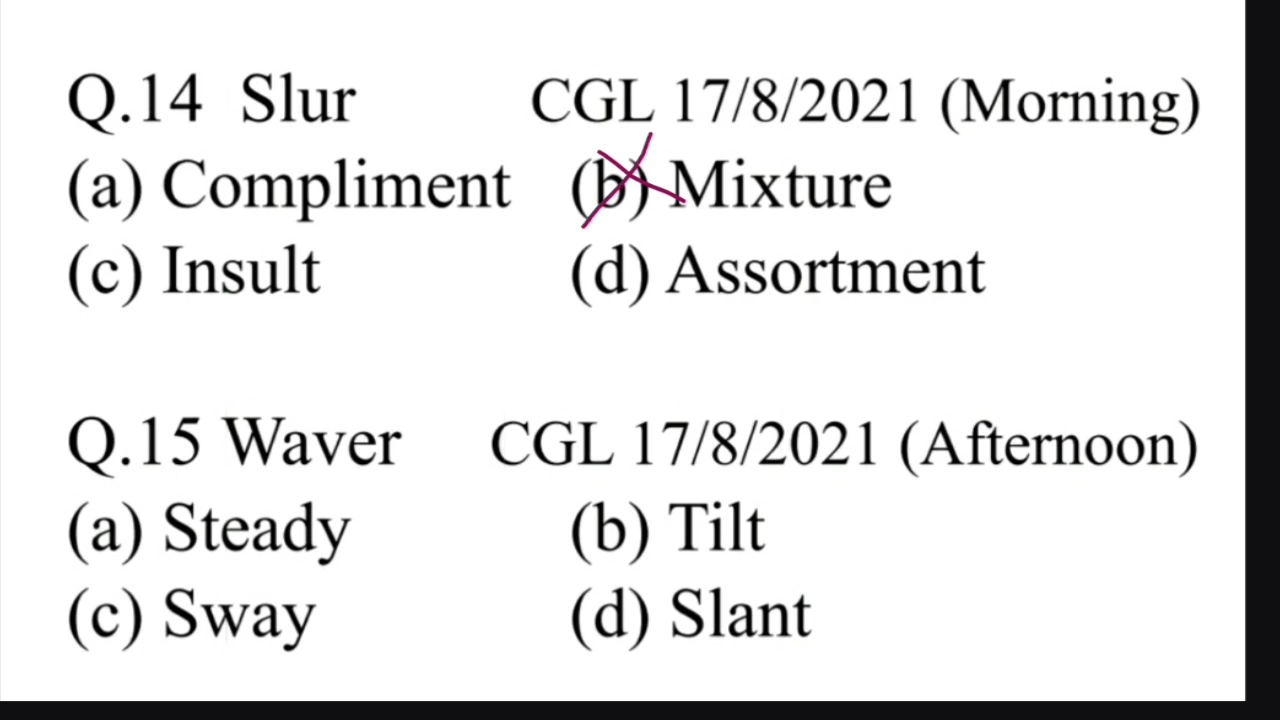 Q.14 Slur CGL 17/8/2021 (Morning)
(a) Compliment (b) Mixture
(c) Insult (d) Assortment
Q.15 Waver CGL 17/8/2021 (Afternoon)
(a) Steady (b) Tilt
(c) Sway (d) Slant